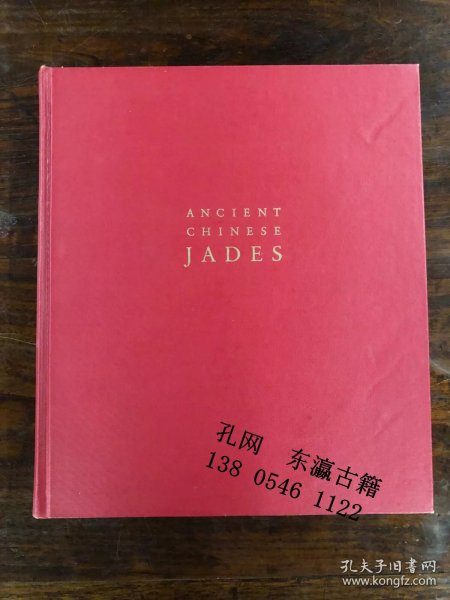 ANCIENT
CHINESE
JADES
孔网 东瀛古籍
138 0546 1122
孔夫子旧书网
www.kongfz.com